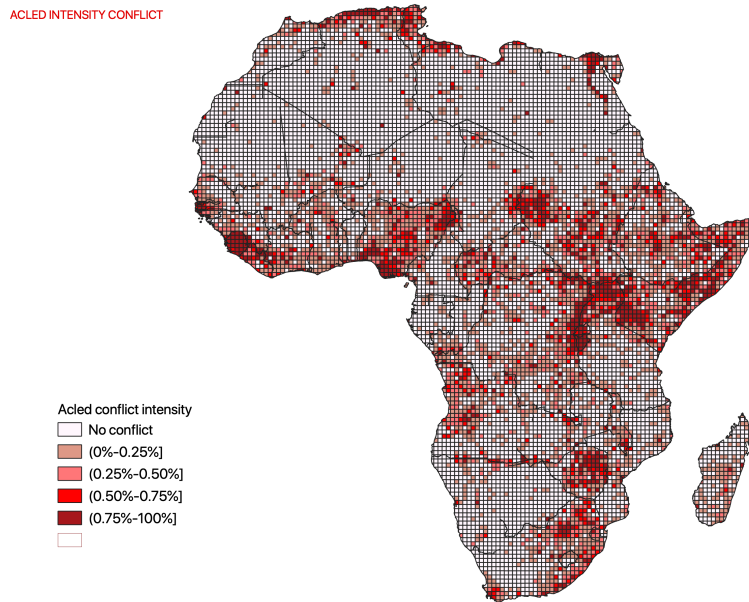 ACLED INTENSITY CONFLICT
Acled conflict intensity
No conflict
(0%-0.25%]
(0.25%-0.50%]
(0.50%-0.75%]
(0.75%-100%]